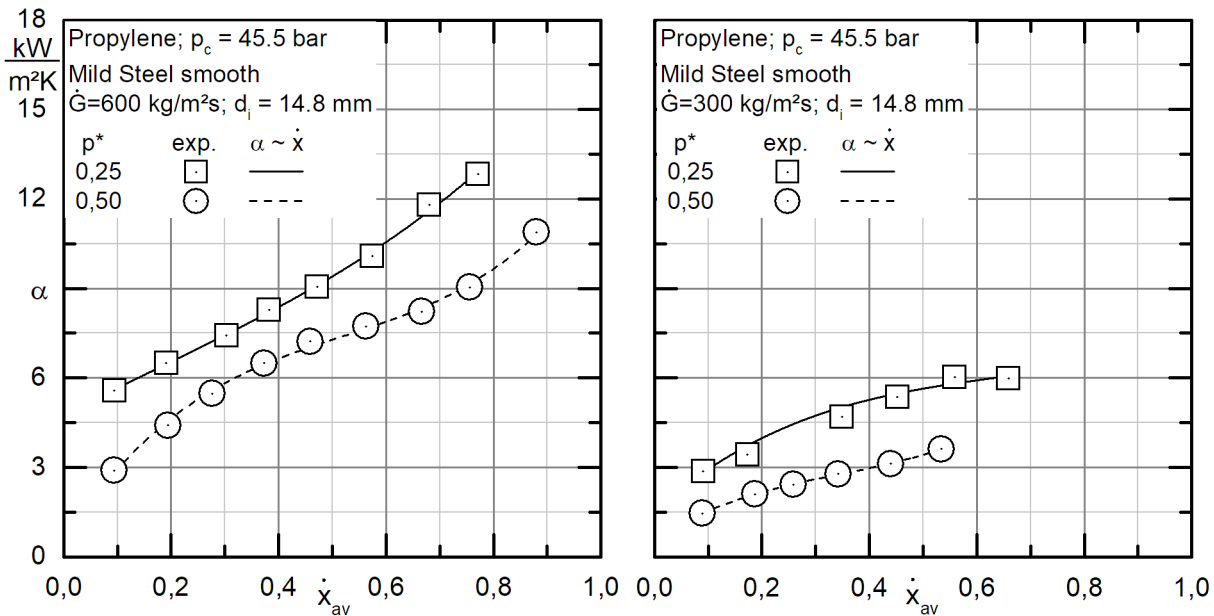 18
kW
m²K
15
12
α
6
3
0
Propylene; p_c = 45.5 bar
Mild Steel smooth
Ġ=600 kg/m²s; d_i = 14.8 mm
p* exp. α ~ ẋ
0,25
0,50
0,0 0,2 0,4 0,6 0,8 1,0
ẋ_av
Propylene; p_c = 45.5 bar
Mild Steel smooth
Ġ=300 kg/m²s; d_i = 14.8 mm
p* exp. α ~ ẋ
0,25
0,50
0,0 0,2 0,4 0,6 0,8 1,0
ẋ_av